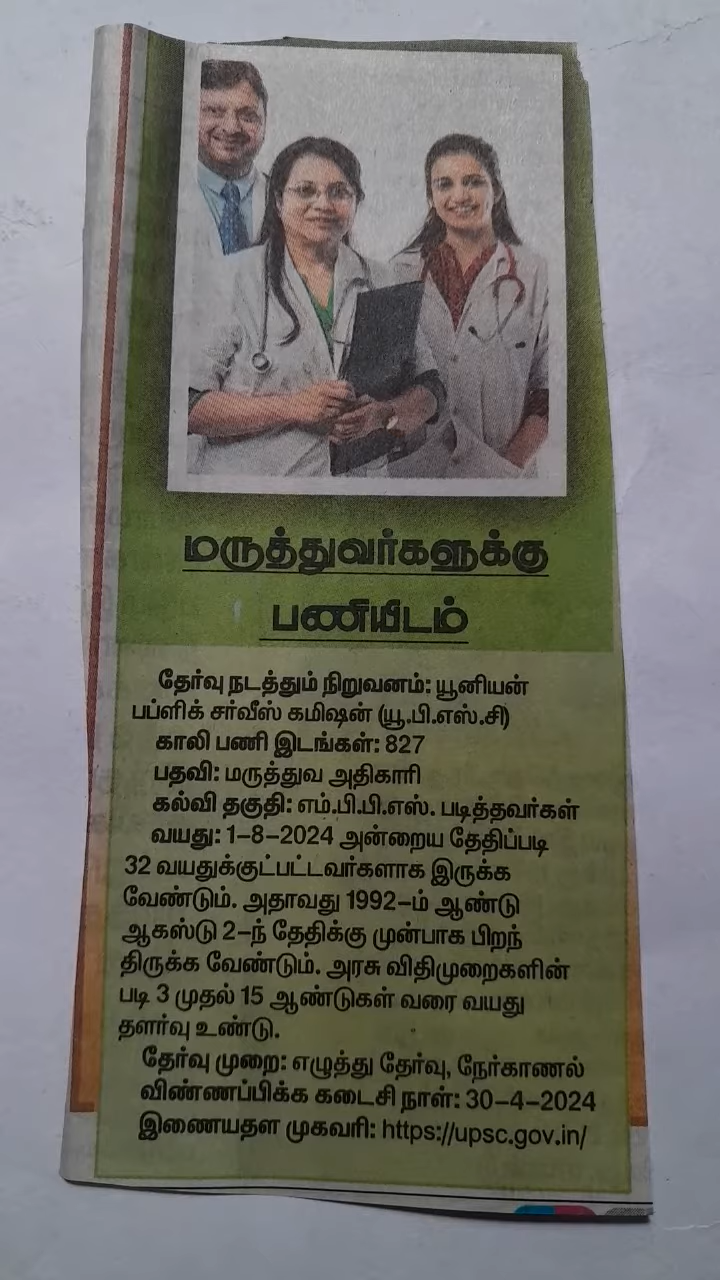 மருத்துவர்களுக்கு
பணியிடம்
தேர்வு நடத்தும் நிறுவனம்: யூனியன்
பப்ளிக் சர்வீஸ் கமிஷன் (யூ.பி.எஸ்.சி)
காலி பணி இடங்கள்: 827
பதவி: மருத்துவ அதிகாரி
கல்வி தகுதி: எம்.பி.பி.எஸ். படித்தவர்கள்
வயது: 1-8-2024 அன்றைய தேதிப்படி
32 வயதுக்குட்பட்டவர்களாக இருக்க
வேண்டும். அதாவது 1992-ம் ஆண்டு
ஆகஸ்டு 2-ந் தேதிக்கு முன்பாக பிறந்
திருக்க வேண்டும். அரசு விதிமுறைகளின்
படி 3 முதல் 15 ஆண்டுகள் வரை வயது
தளர்வு உண்டு.
தேர்வு முறை: எழுத்து தேர்வு, நேர்காணல்
விண்ணப்பிக்க கடைசி நாள்: 30-4-2024
இணையதள முகவரி: https://upsc.gov.in/